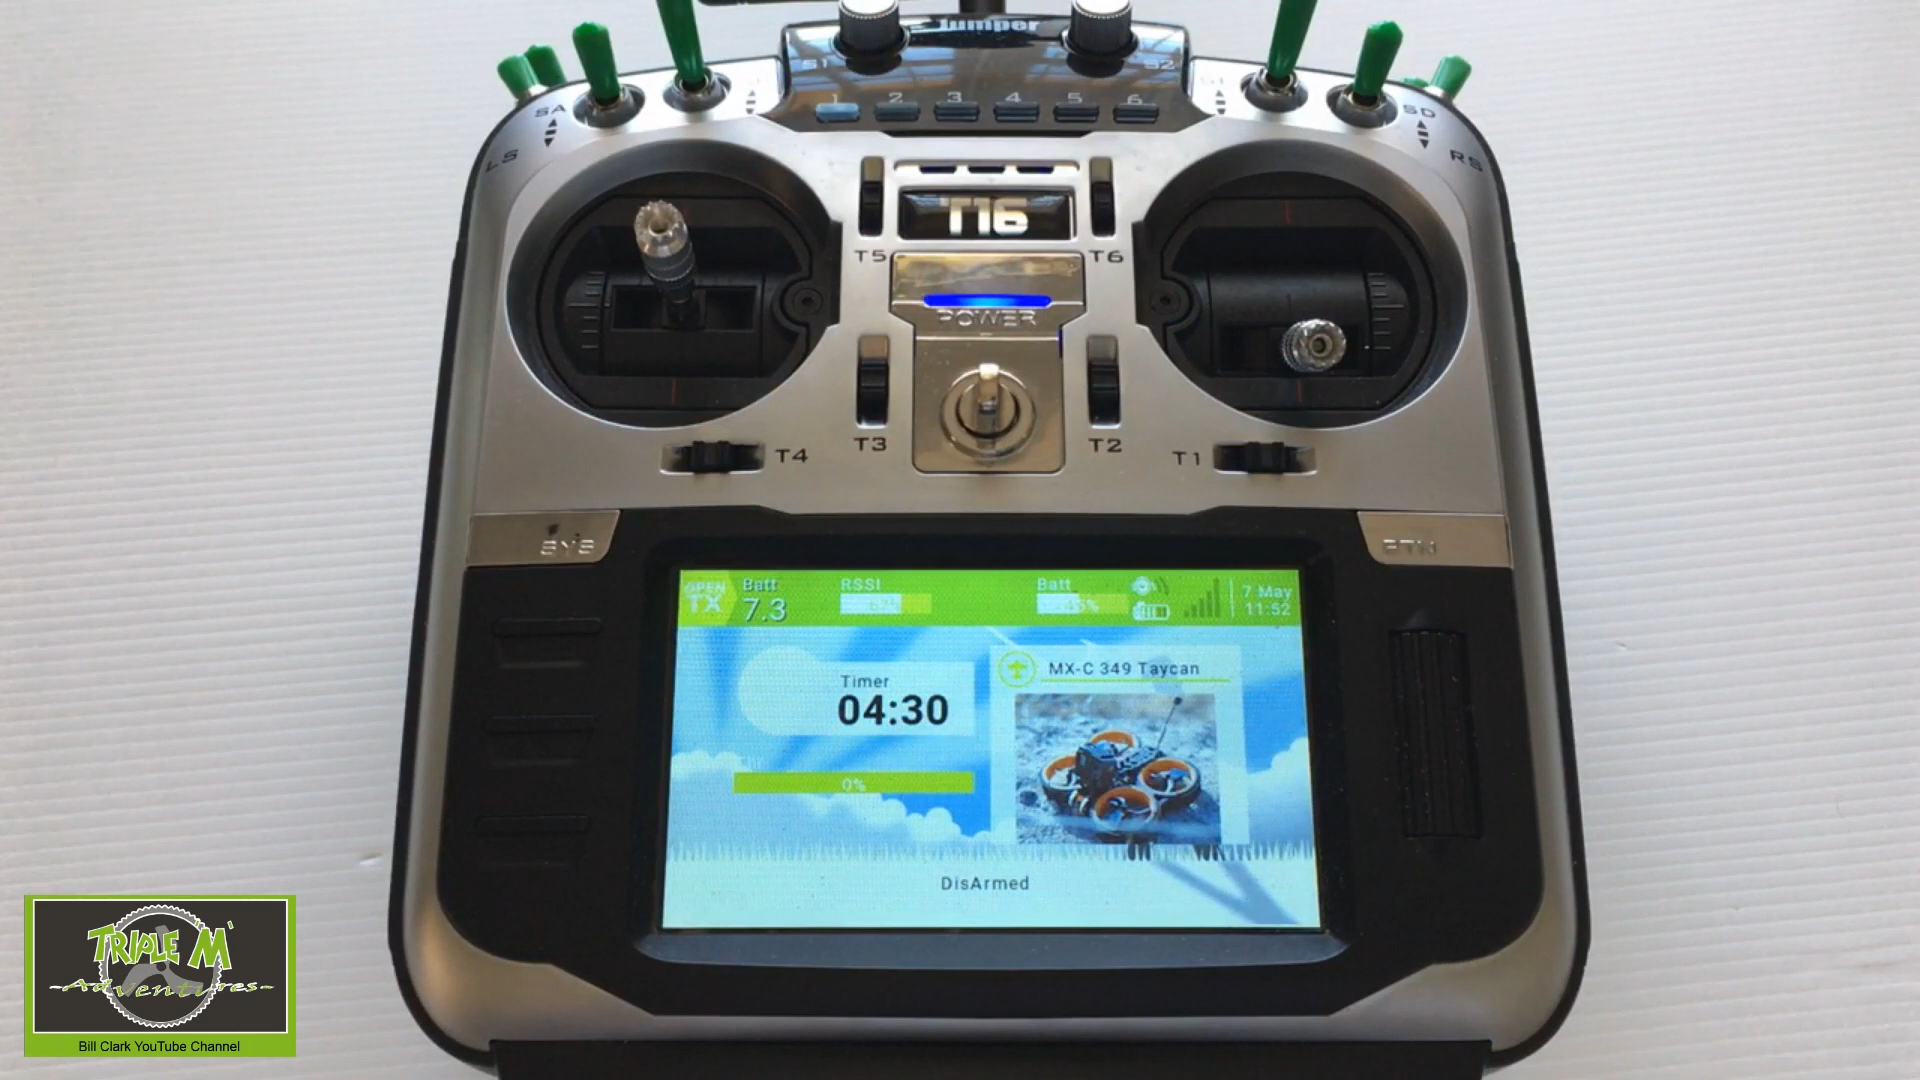 Jumper
S1
S2
1 2 3 4 5 6
SA
SD
LS
RS
T16
T5
T6
POWER
T3
T2
T4
T1
SYS
RTN
OPEN TX
Batt
7.3
RSSI
Batt
45%
7 May
11:52
Timer
04:30
MX-C 349 Taycan
0%
DisArmed
TRIPLE M
-Adventures-
Bill Clark YouTube Channel